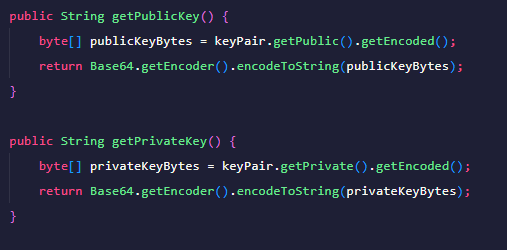 public String getPublicKey() {
    byte[] publicKeyBytes = keyPair.getPublic().getEncoded();
    return Base64.getEncoder().encodeToString(publicKeyBytes);
}

public String getPrivateKey() {
    byte[] privateKeyBytes = keyPair.getPrivate().getEncoded();
    return Base64.getEncoder().encodeToString(privateKeyBytes);
}